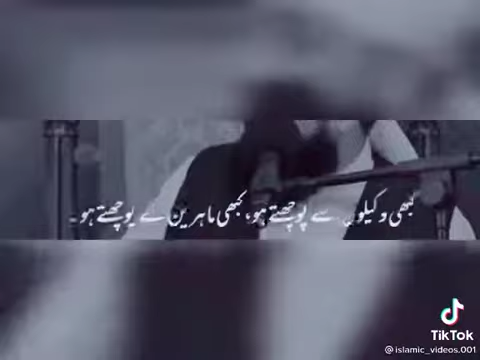 کبھی وکیلوں سے پوچھتے ہو، کبھی ماہرین سے پوچھتے ہو۔
TikTok
@islamic_videos.001